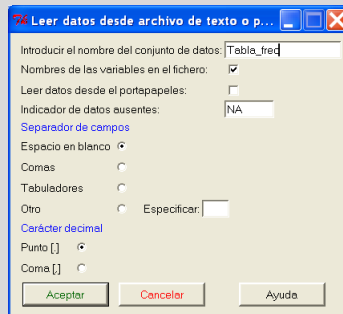 Leer datos desde archivo de texto o p...
Introducir el nombre del conjunto de datos: Tabla_frec
Nombres de las variables en el fichero:
Leer datos desde el portapapeles:
Indicador de datos ausentes: NA
Separador de campos
Espacio en blanco
Comas
Tabuladores
Otro Especificar:
Carácter decimal
Punto [.]
Coma [,]
Aceptar Cancelar Ayuda